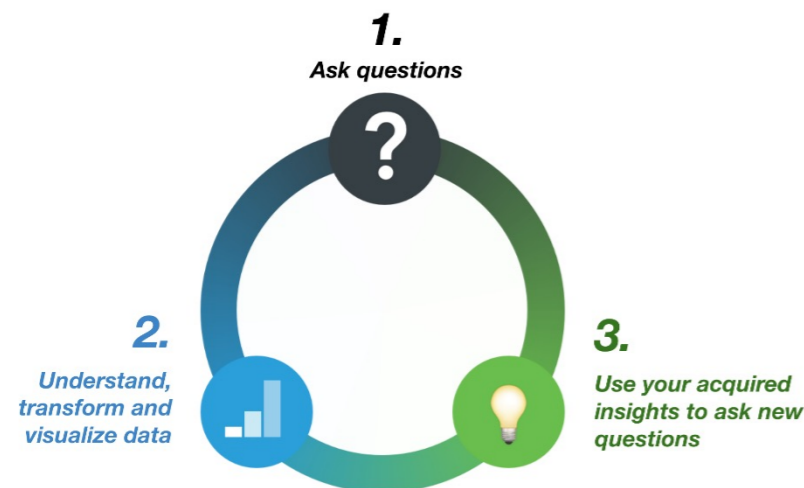 1.
Ask questions
?
2.
Understand,
transform and
visualize data
3.
Use your acquired
insights to ask new
questions